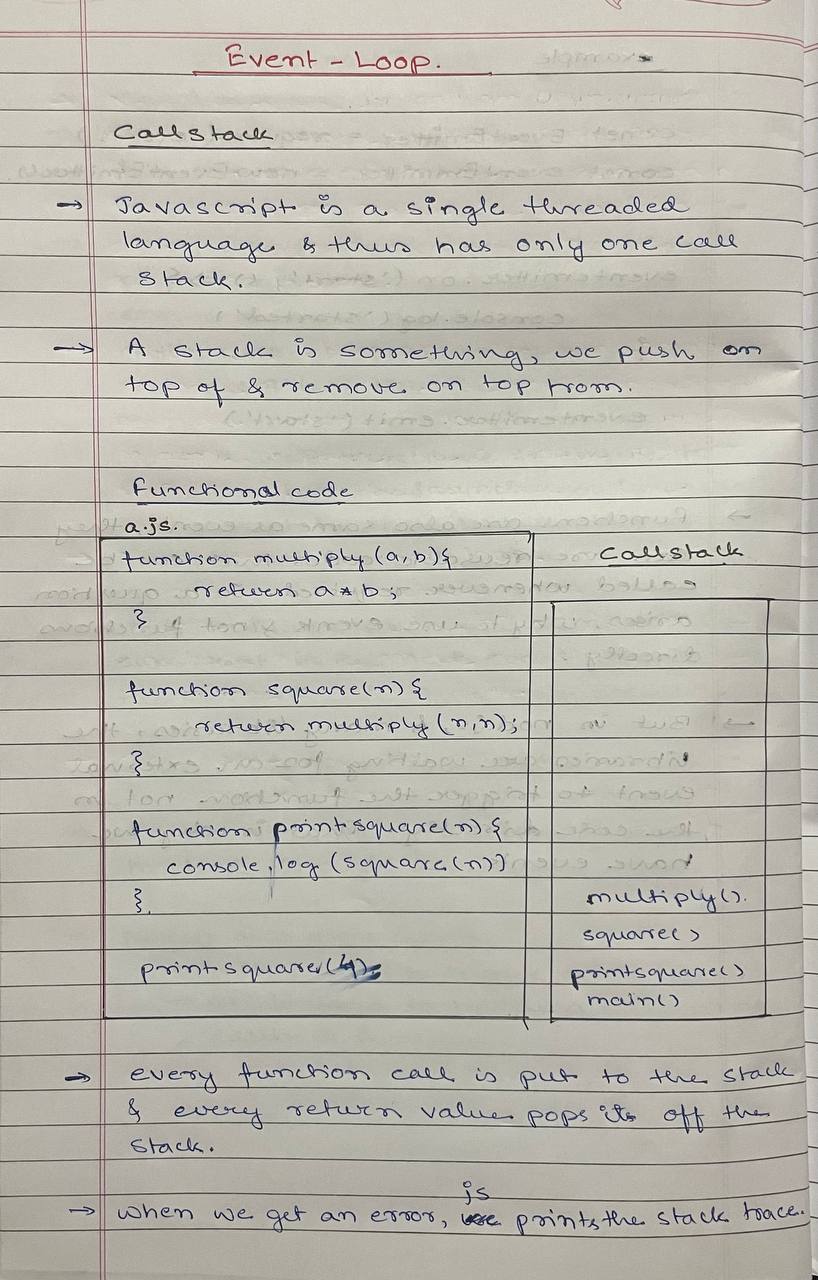 Event - Loop.
Callstack
→ Javascript is a single threaded
language & thus has only one call
stack.
→ A stack is something, we push on
top of & remove on top from.
Functional code
a.js.
function multiply (a, b) {
return a * b ;
}
function square(n) {
return multiply (n,n);
}
function printsquare(n) {
console.log (square(n))
}.
printsquare(4);
Callstack
multiply().
square()
printsquare()
main()
→ every function call is put to the stack
& every return value pops its off the
stack.
→ when we get an error, js prints the stack trace.